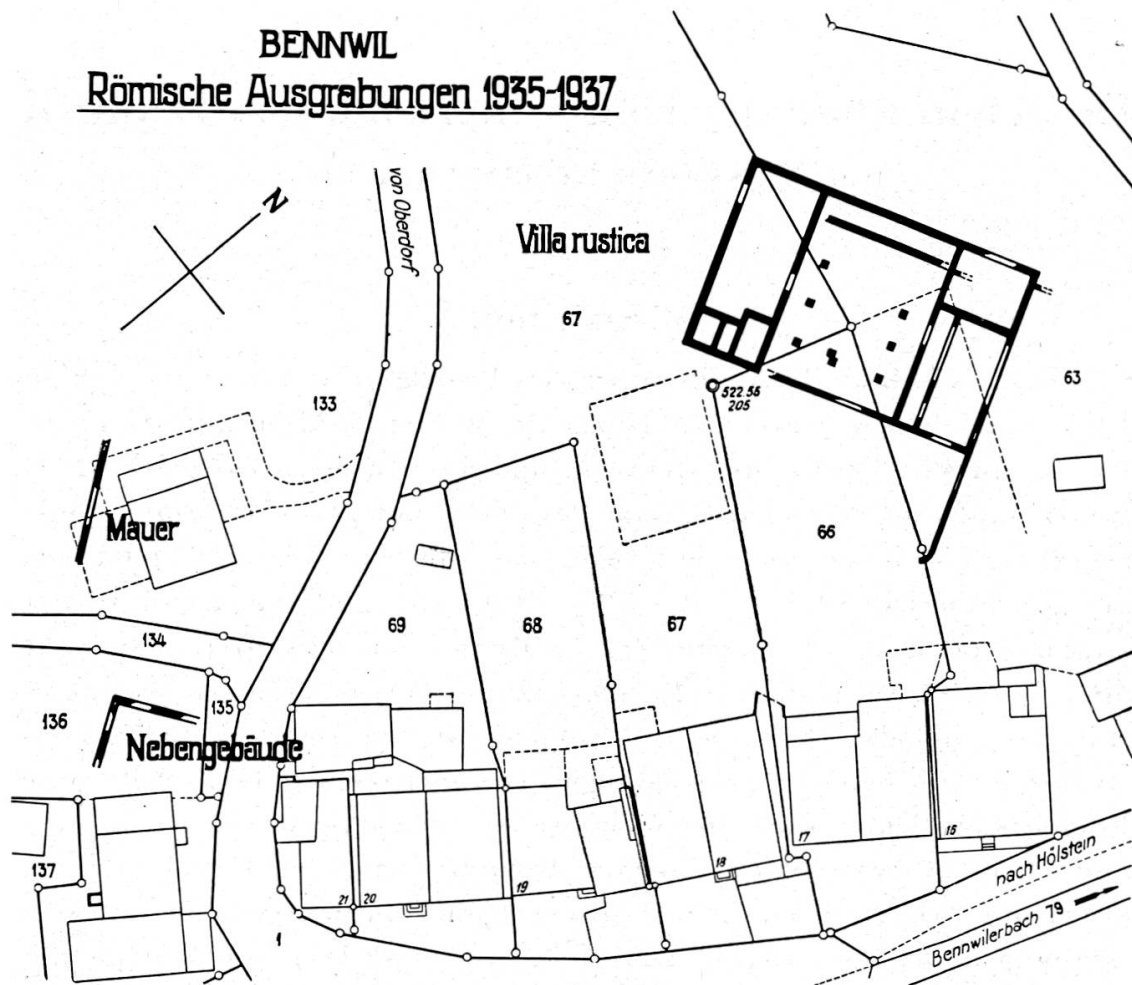 BENNWIL
Römische Ausgrabungen 1935-1937
N
von Oberdorf
Villa rustica
67
63
133
522.55
205
Mauer
66
69
68
67
134
135
136
Nebengebäude
137
21
20
19
18
17
16
1
nach Hölstein
Bennwilerbach 79